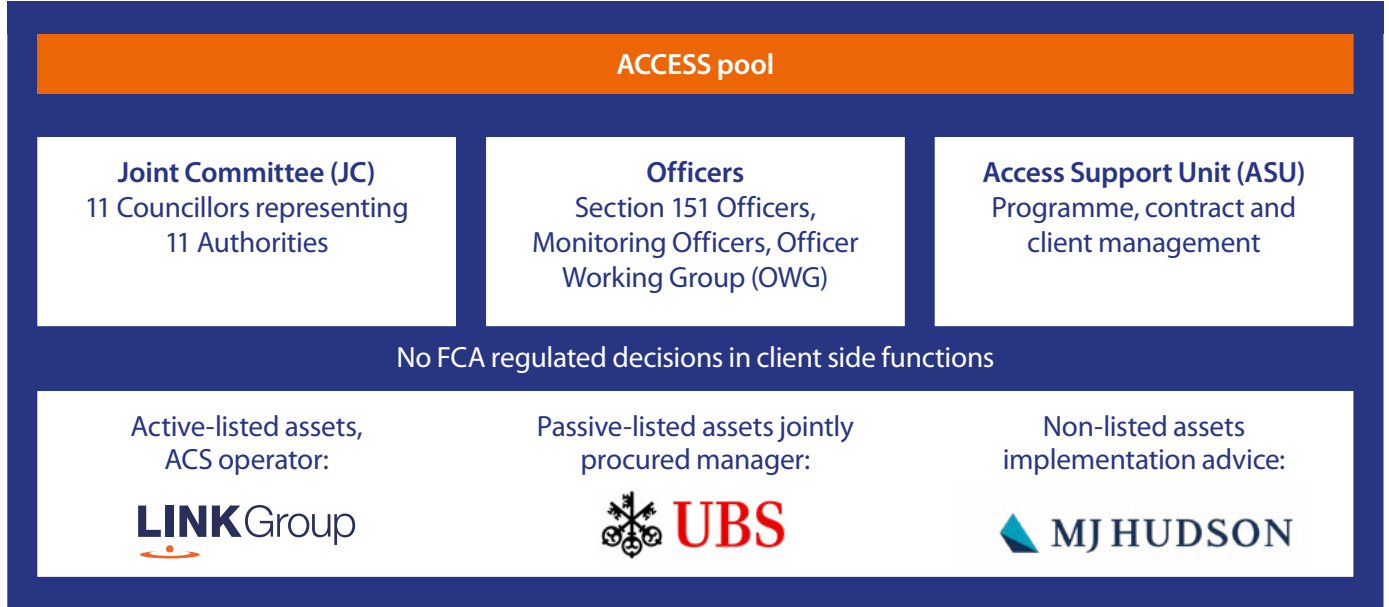 ACCESS pool
Joint Committee (JC)
11 Councillors representing
11 Authorities
Officers
Section 151 Officers,
Monitoring Officers, Officer
Working Group (OWG)
Access Support Unit (ASU)
Programme, contract and
client management
No FCA regulated decisions in client side functions
Active-listed assets,
ACS operator:
LINKGroup
Passive-listed assets jointly
procured manager:
UBS
Non-listed assets
implementation advice:
MJ HUDSON